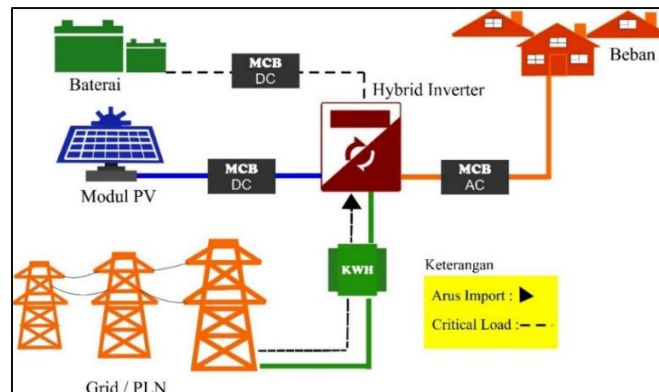 MCB
DC
Baterai
Beban
Hybrid Inverter
MCB
DC
MCB
AC
Modul PV
KWH
Keterangan
Arus Import :
Critical Load :
Grid / PLN